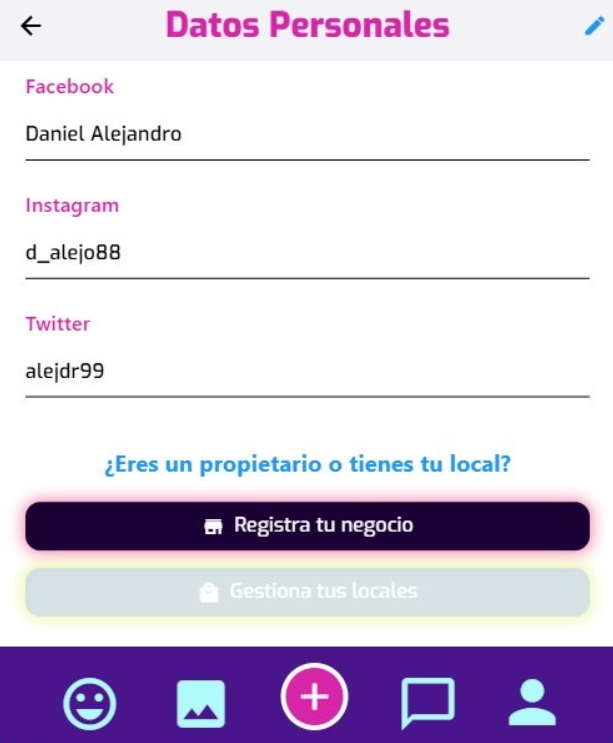 Datos Personales
Facebook
Daniel Alejandro
Instagram
d_alejo88
Twitter
alejdr99
¿Eres un propietario o tienes tu local?
Registra tu negocio
Gestiona tus locales